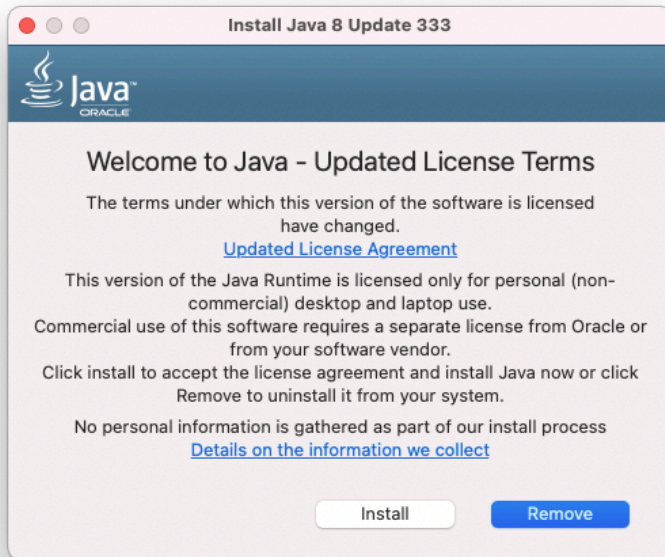 Install Java 8 Update 333
Java™
ORACLE
Welcome to Java - Updated License Terms
The terms under which this version of the software is licensed
have changed.
Updated License Agreement
This version of the Java Runtime is licensed only for personal (non-
commercial) desktop and laptop use.
Commercial use of this software requires a separate license from Oracle or
from your software vendor.
Click install to accept the license agreement and install Java now or click
Remove to uninstall it from your system.
No personal information is gathered as part of our install process
Details on the information we collect
Install
Remove